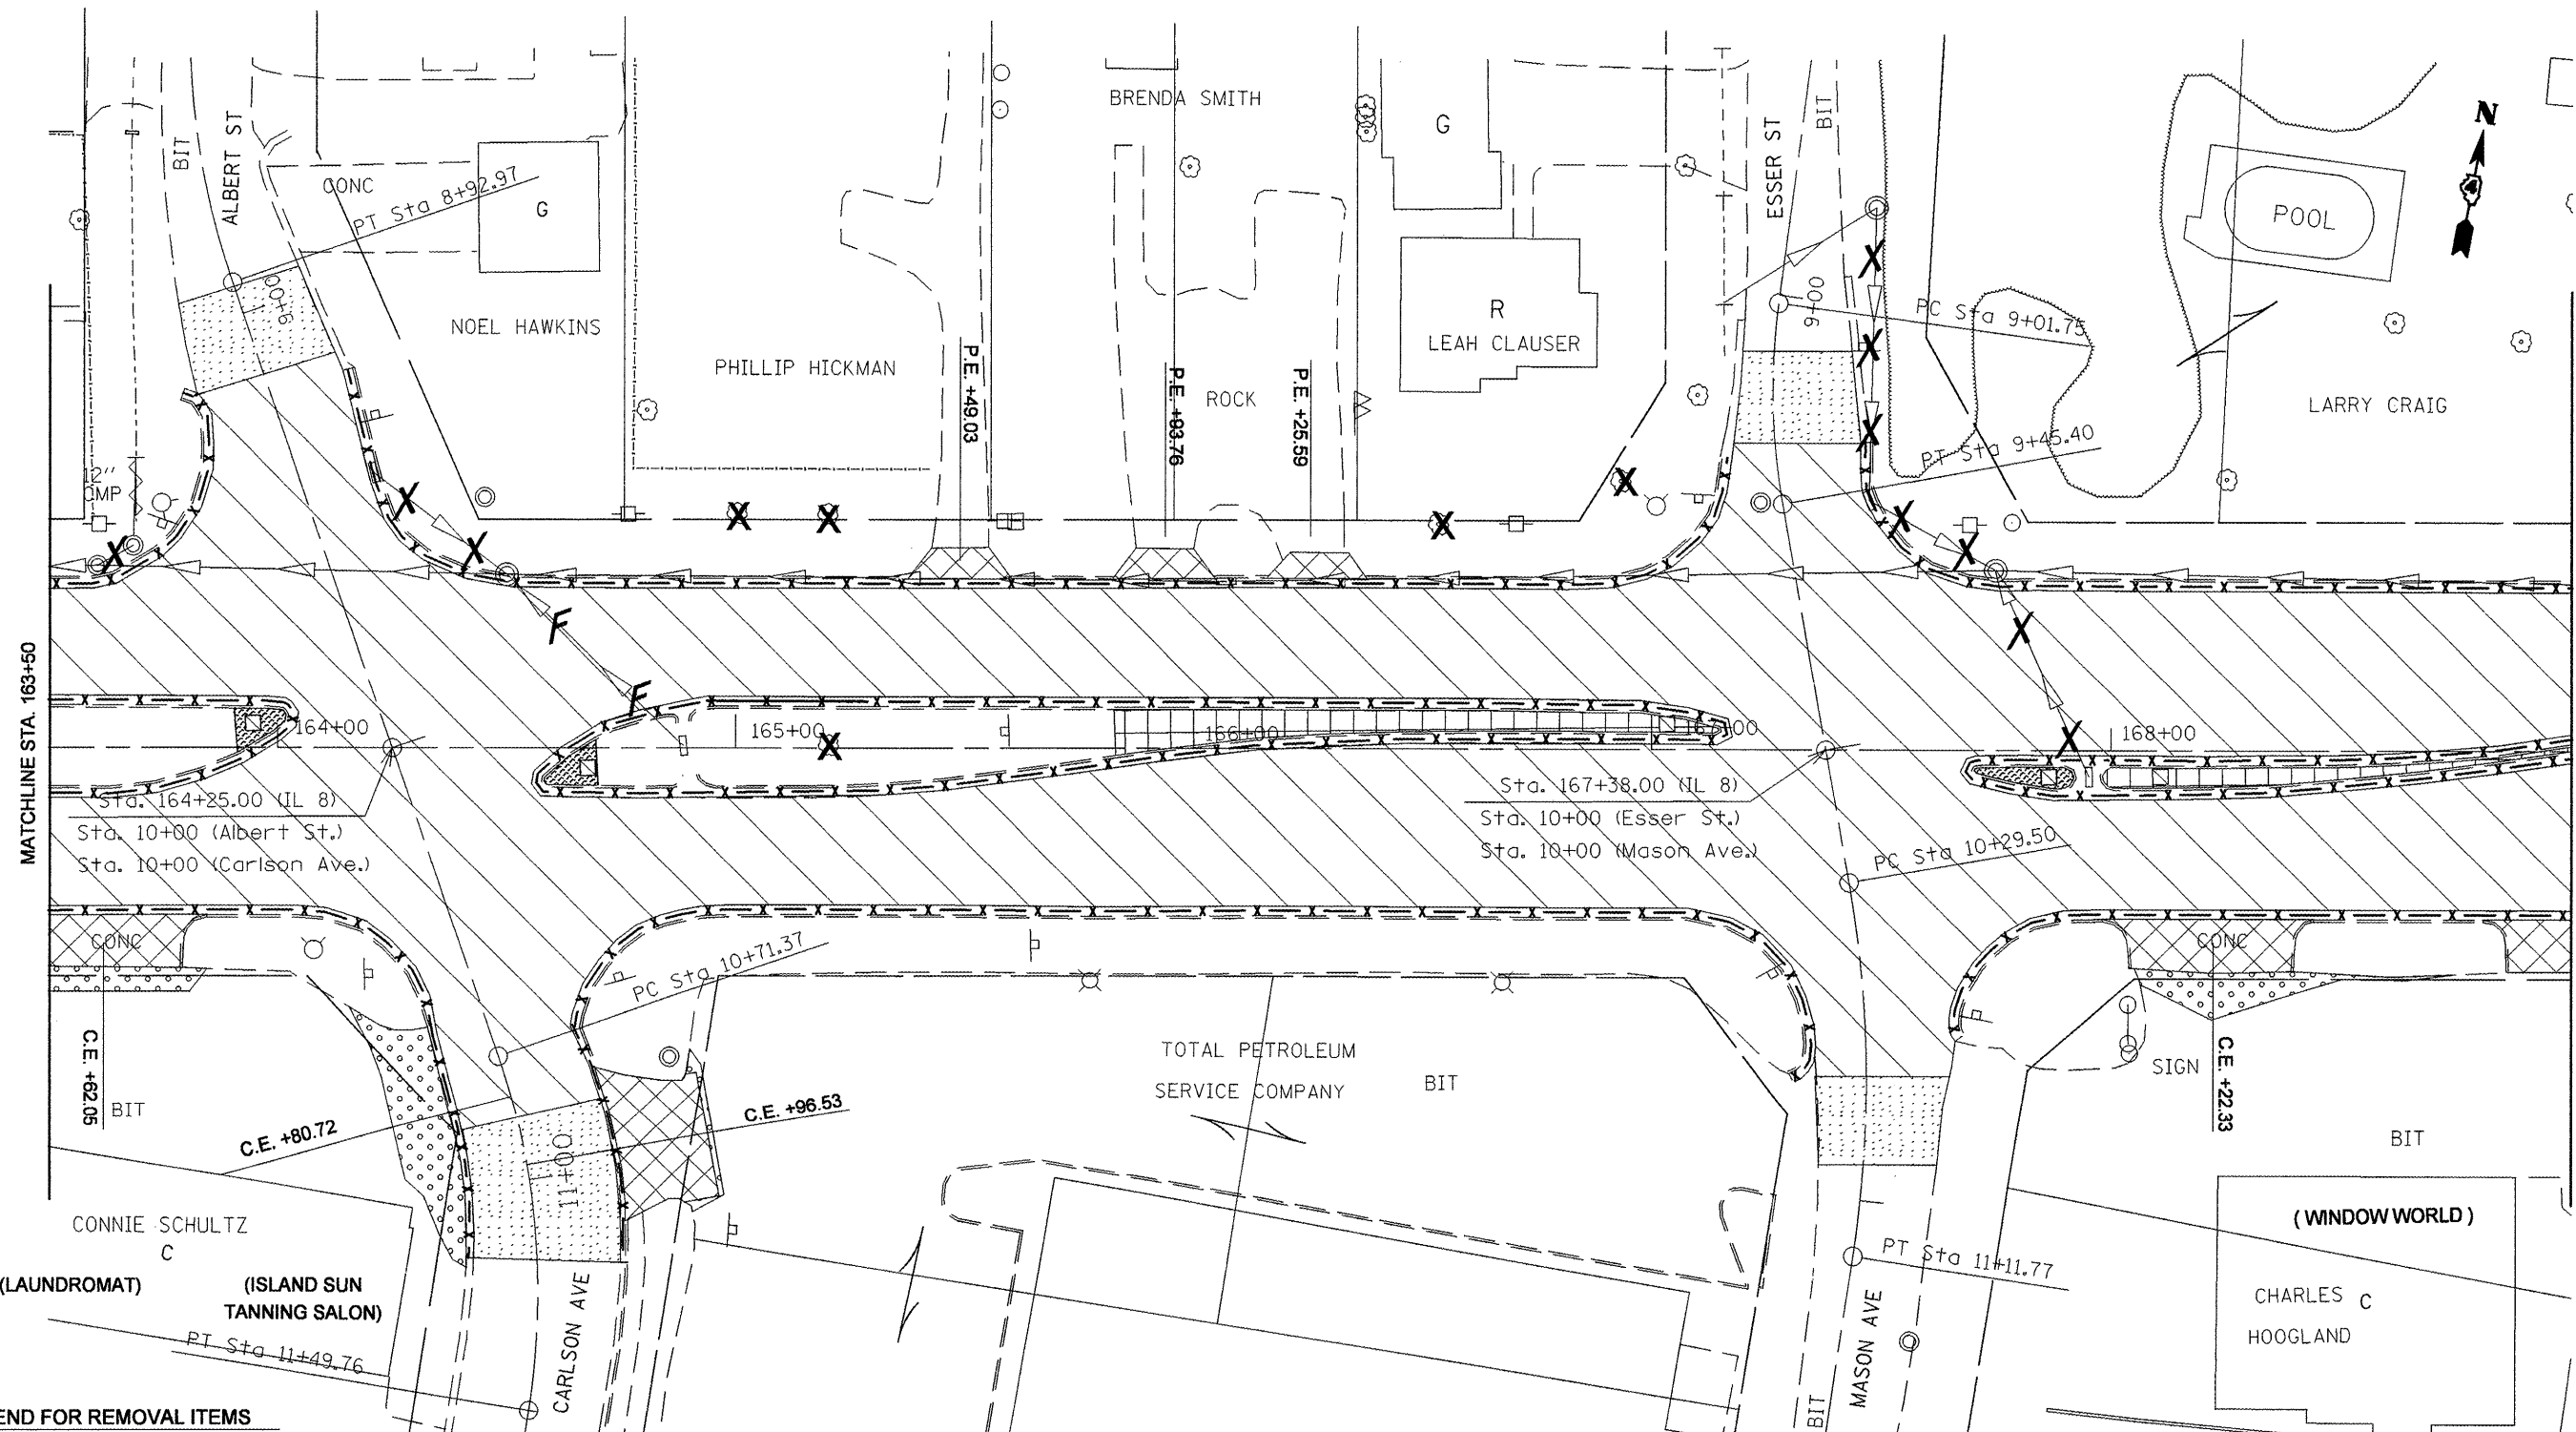 BRENDA SMITH
N
G
BIT
ALBERT ST
ESSER ST
BIT
CONC
PT Sta 8+92.97
G
POOL
9+00
9+00
PC Sta 9+01.75
NOEL HAWKINS
PHILLIP HICKMAN
P.E. +49.03
P.E. +93.76
ROCK
P.E. +25.59
R
LEAH CLAUSER
LARRY CRAIG
PT Sta 9+45.40
12"
CMP
X
X
X
X
X
X
X
X
X
X
X
X
X
F
F
X
X
X
MATCHLINE STA. 163+50
164+00
165+00
166+00
168+00
Sta. 164+25.00 (IL 8)
Sta. 10+00 (Albert St.)
Sta. 10+00 (Carlson Ave.)
Sta. 167+38.00 (IL 8)
Sta. 10+00 (Esser St.)
Sta. 10+00 (Mason Ave.)
PC Sta 10+29.50
CONC
PC Sta 10+71.37
CONC
C.E. +62.05
BIT
C.E. +80.72
C.E. +96.53
11+00
TOTAL PETROLEUM
SERVICE COMPANY
BIT
SIGN
C.E. +22.33
BIT
CONNIE SCHULTZ
C
(LAUNDROMAT)
(ISLAND SUN
TANNING SALON)
PT Sta 11+49.76
CARLSON AVE
PT Sta 11+11.77
MASON AVE
BIT
( WINDOW WORLD )
CHARLES C
HOOGLAND
END FOR REMOVAL ITEMS